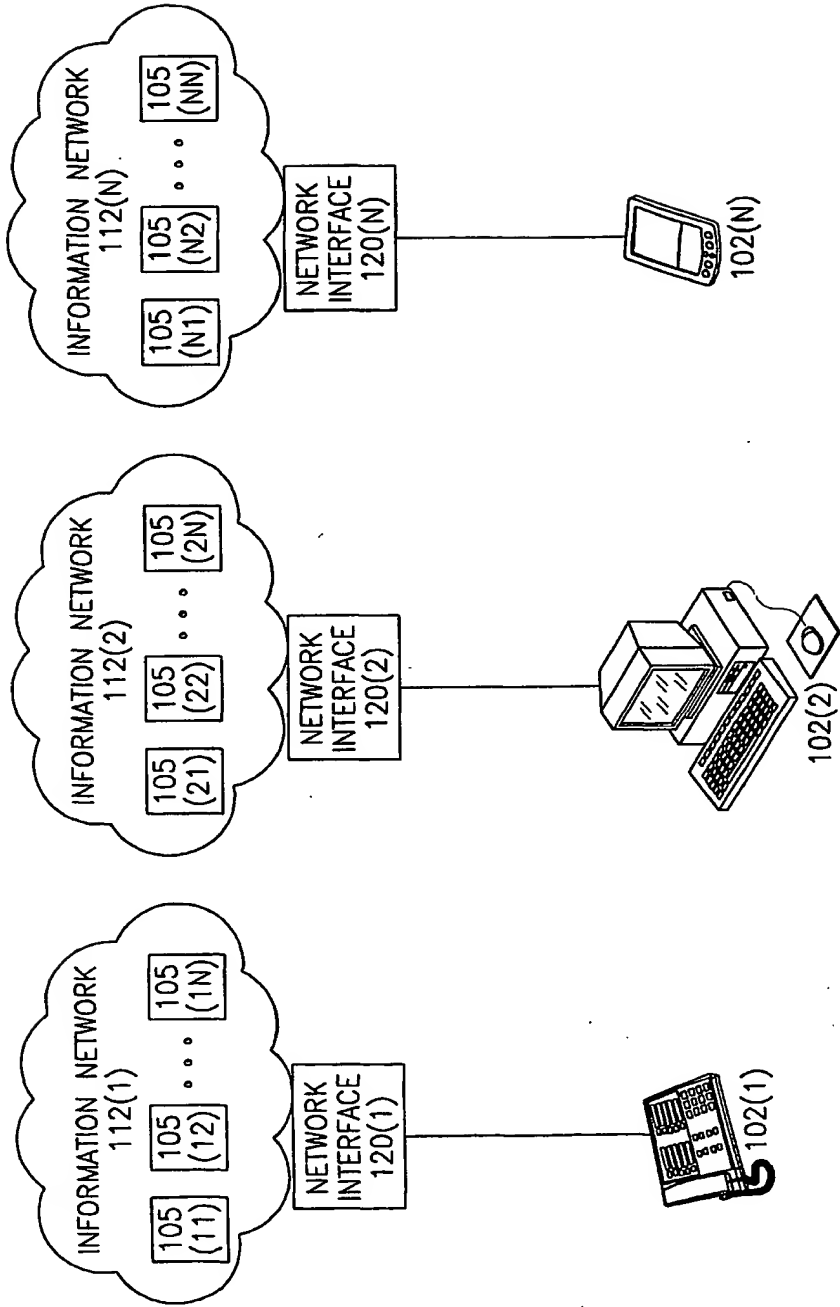 INFORMATION NETWORK
112(1)
105
(11)
105
(12)
105
(1N)
NETWORK
INTERFACE
120(1)
102(1)
INFORMATION NETWORK
112(2)
105
(21)
105
(22)
105
(2N)
NETWORK
INTERFACE
120(2)
102(2)
INFORMATION NETWORK
112(N)
105
(N1)
105
(N2)
105
(NN)
NETWORK
INTERFACE
120(N)
102(N)